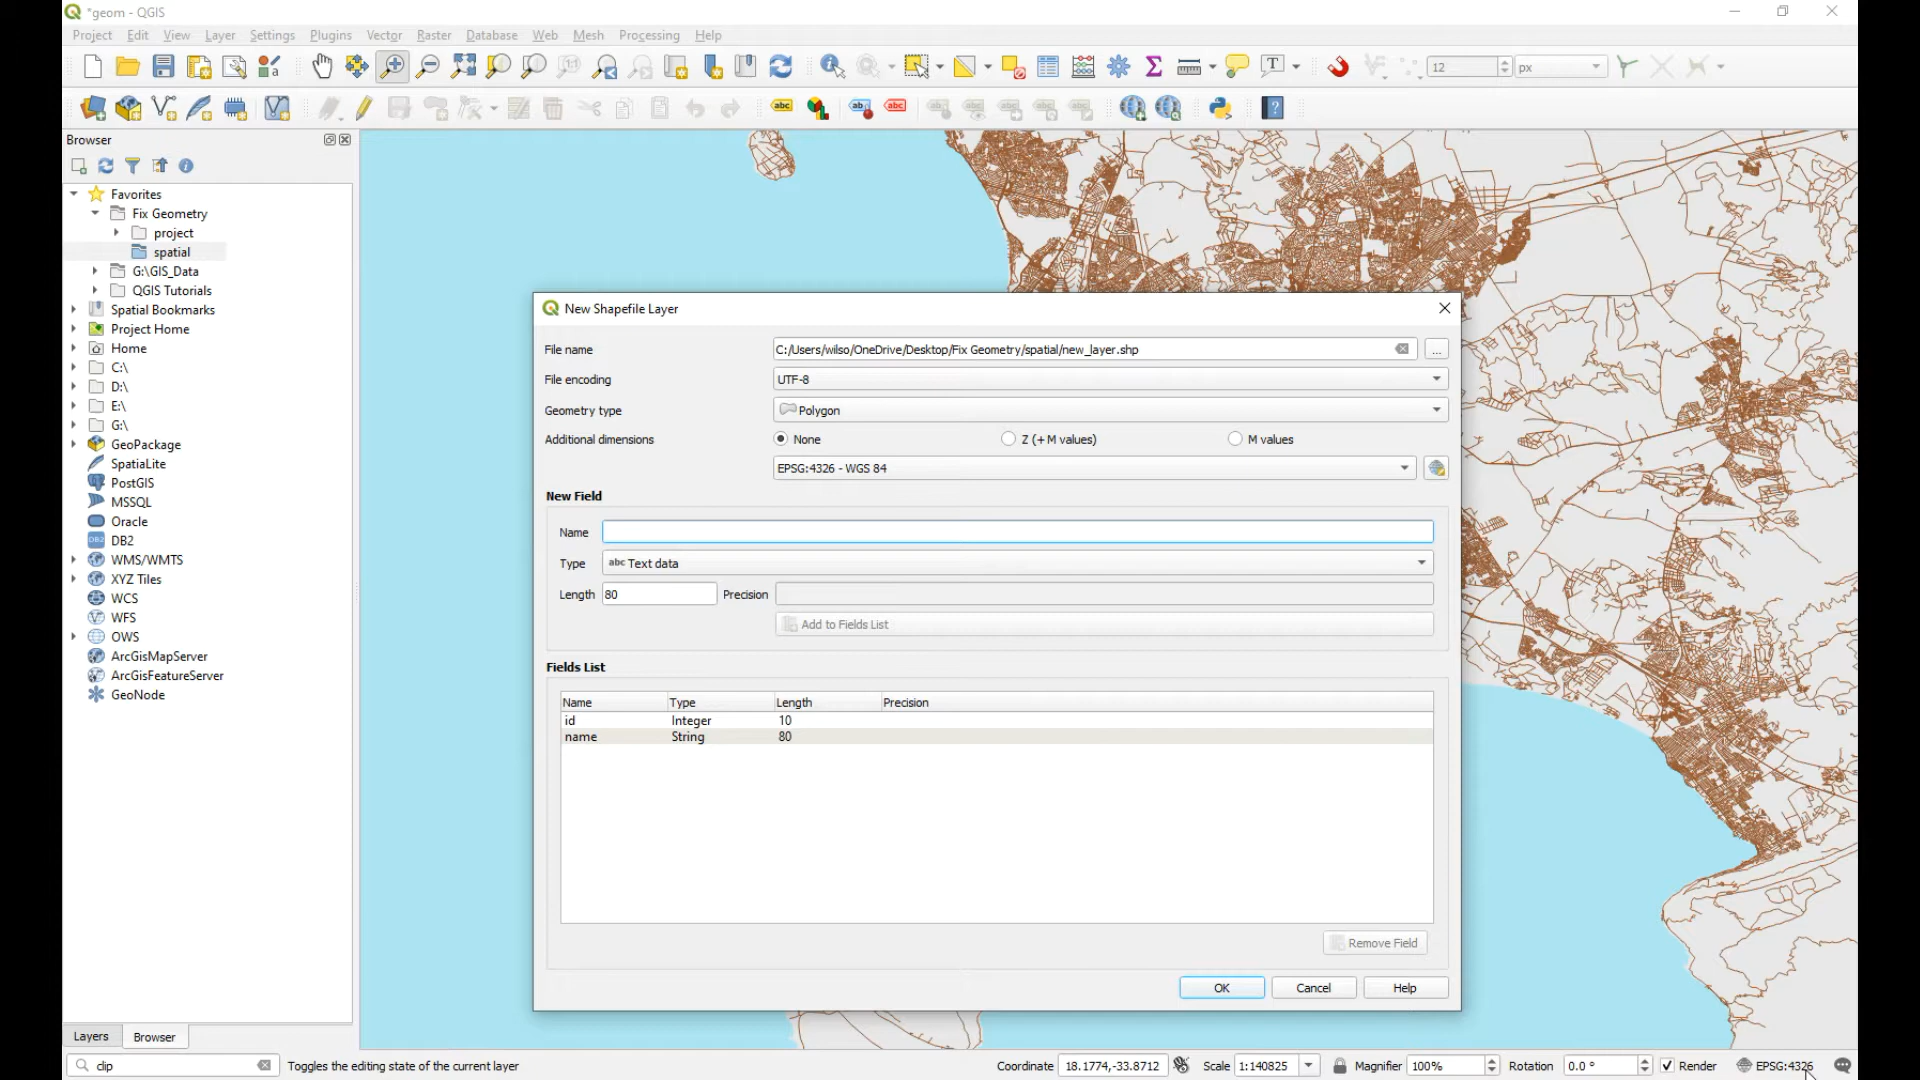 *geom - QGIS
Project Edit View Layer Settings Plugins Vector Raster Database Web Mesh Processing Help
12 px
abc abc
Browser
Favorites
Fix Geometry
project
spatial
G:\GIS_Data
QGIS Tutorials
Spatial Bookmarks
Project Home
Home
C:\
D:\
E:\
G:\
GeoPackage
SpatiaLite
PostGIS
MSSQL
Oracle
DB2
WMS/WMTS
XYZ Tiles
WCS
WFS
OWS
ArcGisMapServer
ArcGisFeatureServer
GeoNode
Layers Browser
New Shapefile Layer
File name C:/Users/wilso/OneDrive/Desktop/Fix Geometry/spatial/new_layer.shp ...
File encoding UTF-8
Geometry type Polygon
Additional dimensions None Z (+ M values) M values
EPSG:4326 - WGS 84
New Field
Name
Type abc Text data
Length 80 Precision
Add to Fields List
Fields List
Name Type Length Precision
id Integer 10
name String 80
Remove Field
OK Cancel Help
clip Toggles the editing state of the current layer Coordinate 18.1774,-33.8712 Scale 1:140825 Magnifier 100% Rotation 0.0 ° Render EPSG:4326